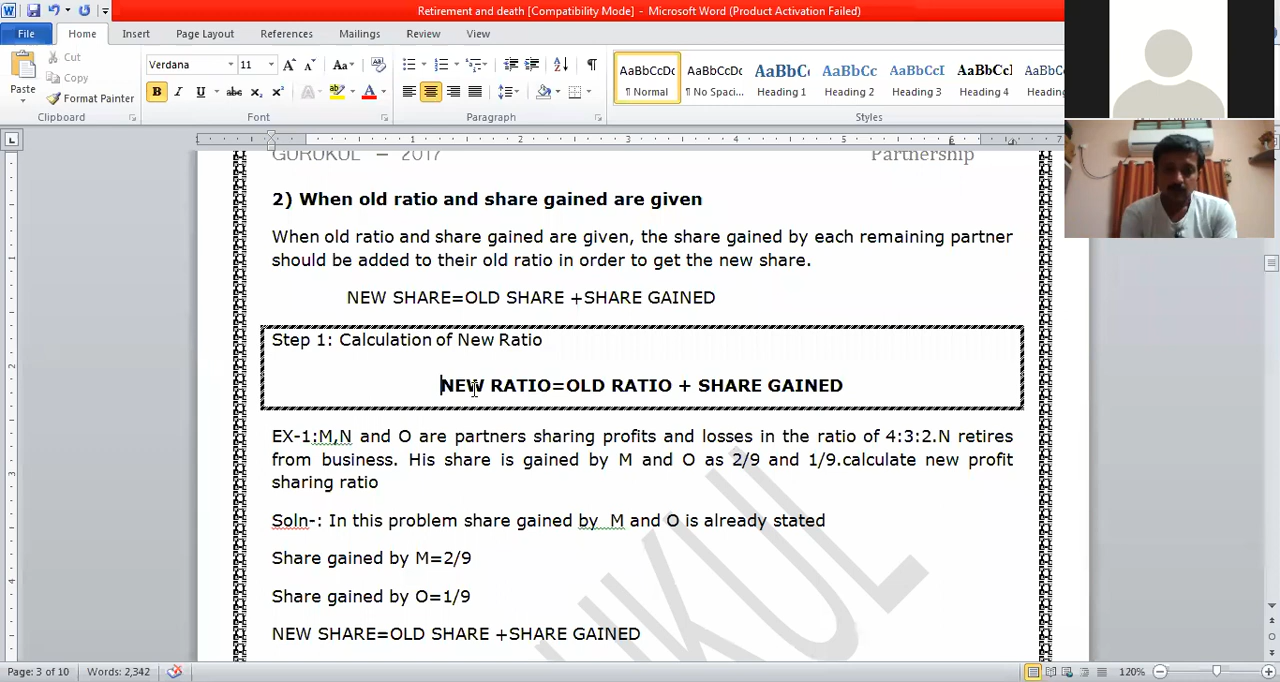 Retirement and death [Compatibility Mode] - Microsoft Word (Product Activation Failed)
File Home Insert Page Layout References Mailings Review View
Cut
Copy
Paste
Format Painter
Verdana 11
Clipboard Font Paragraph Styles
AaBbCcDc AaBbCcDc AaBbC AaBbCc AaBbCcI AaBbCcI AaBbC
¶ Normal ¶ No Spaci... Heading 1 Heading 2 Heading 3 Heading 4 Head
GURUKUL – 2017 Partnership
2) When old ratio and share gained are given
When old ratio and share gained are given, the share gained by each remaining partner
should be added to their old ratio in order to get the new share.
NEW SHARE=OLD SHARE +SHARE GAINED
Step 1: Calculation of New Ratio
NEW RATIO=OLD RATIO + SHARE GAINED
EX-1:M,N and O are partners sharing profits and losses in the ratio of 4:3:2.N retires
from business. His share is gained by M and O as 2/9 and 1/9.calculate new profit
sharing ratio
Soln-: In this problem share gained by M and O is already stated
Share gained by M=2/9
Share gained by O=1/9
NEW SHARE=OLD SHARE +SHARE GAINED
KUL
Page: 3 of 10 Words: 2,342 120%